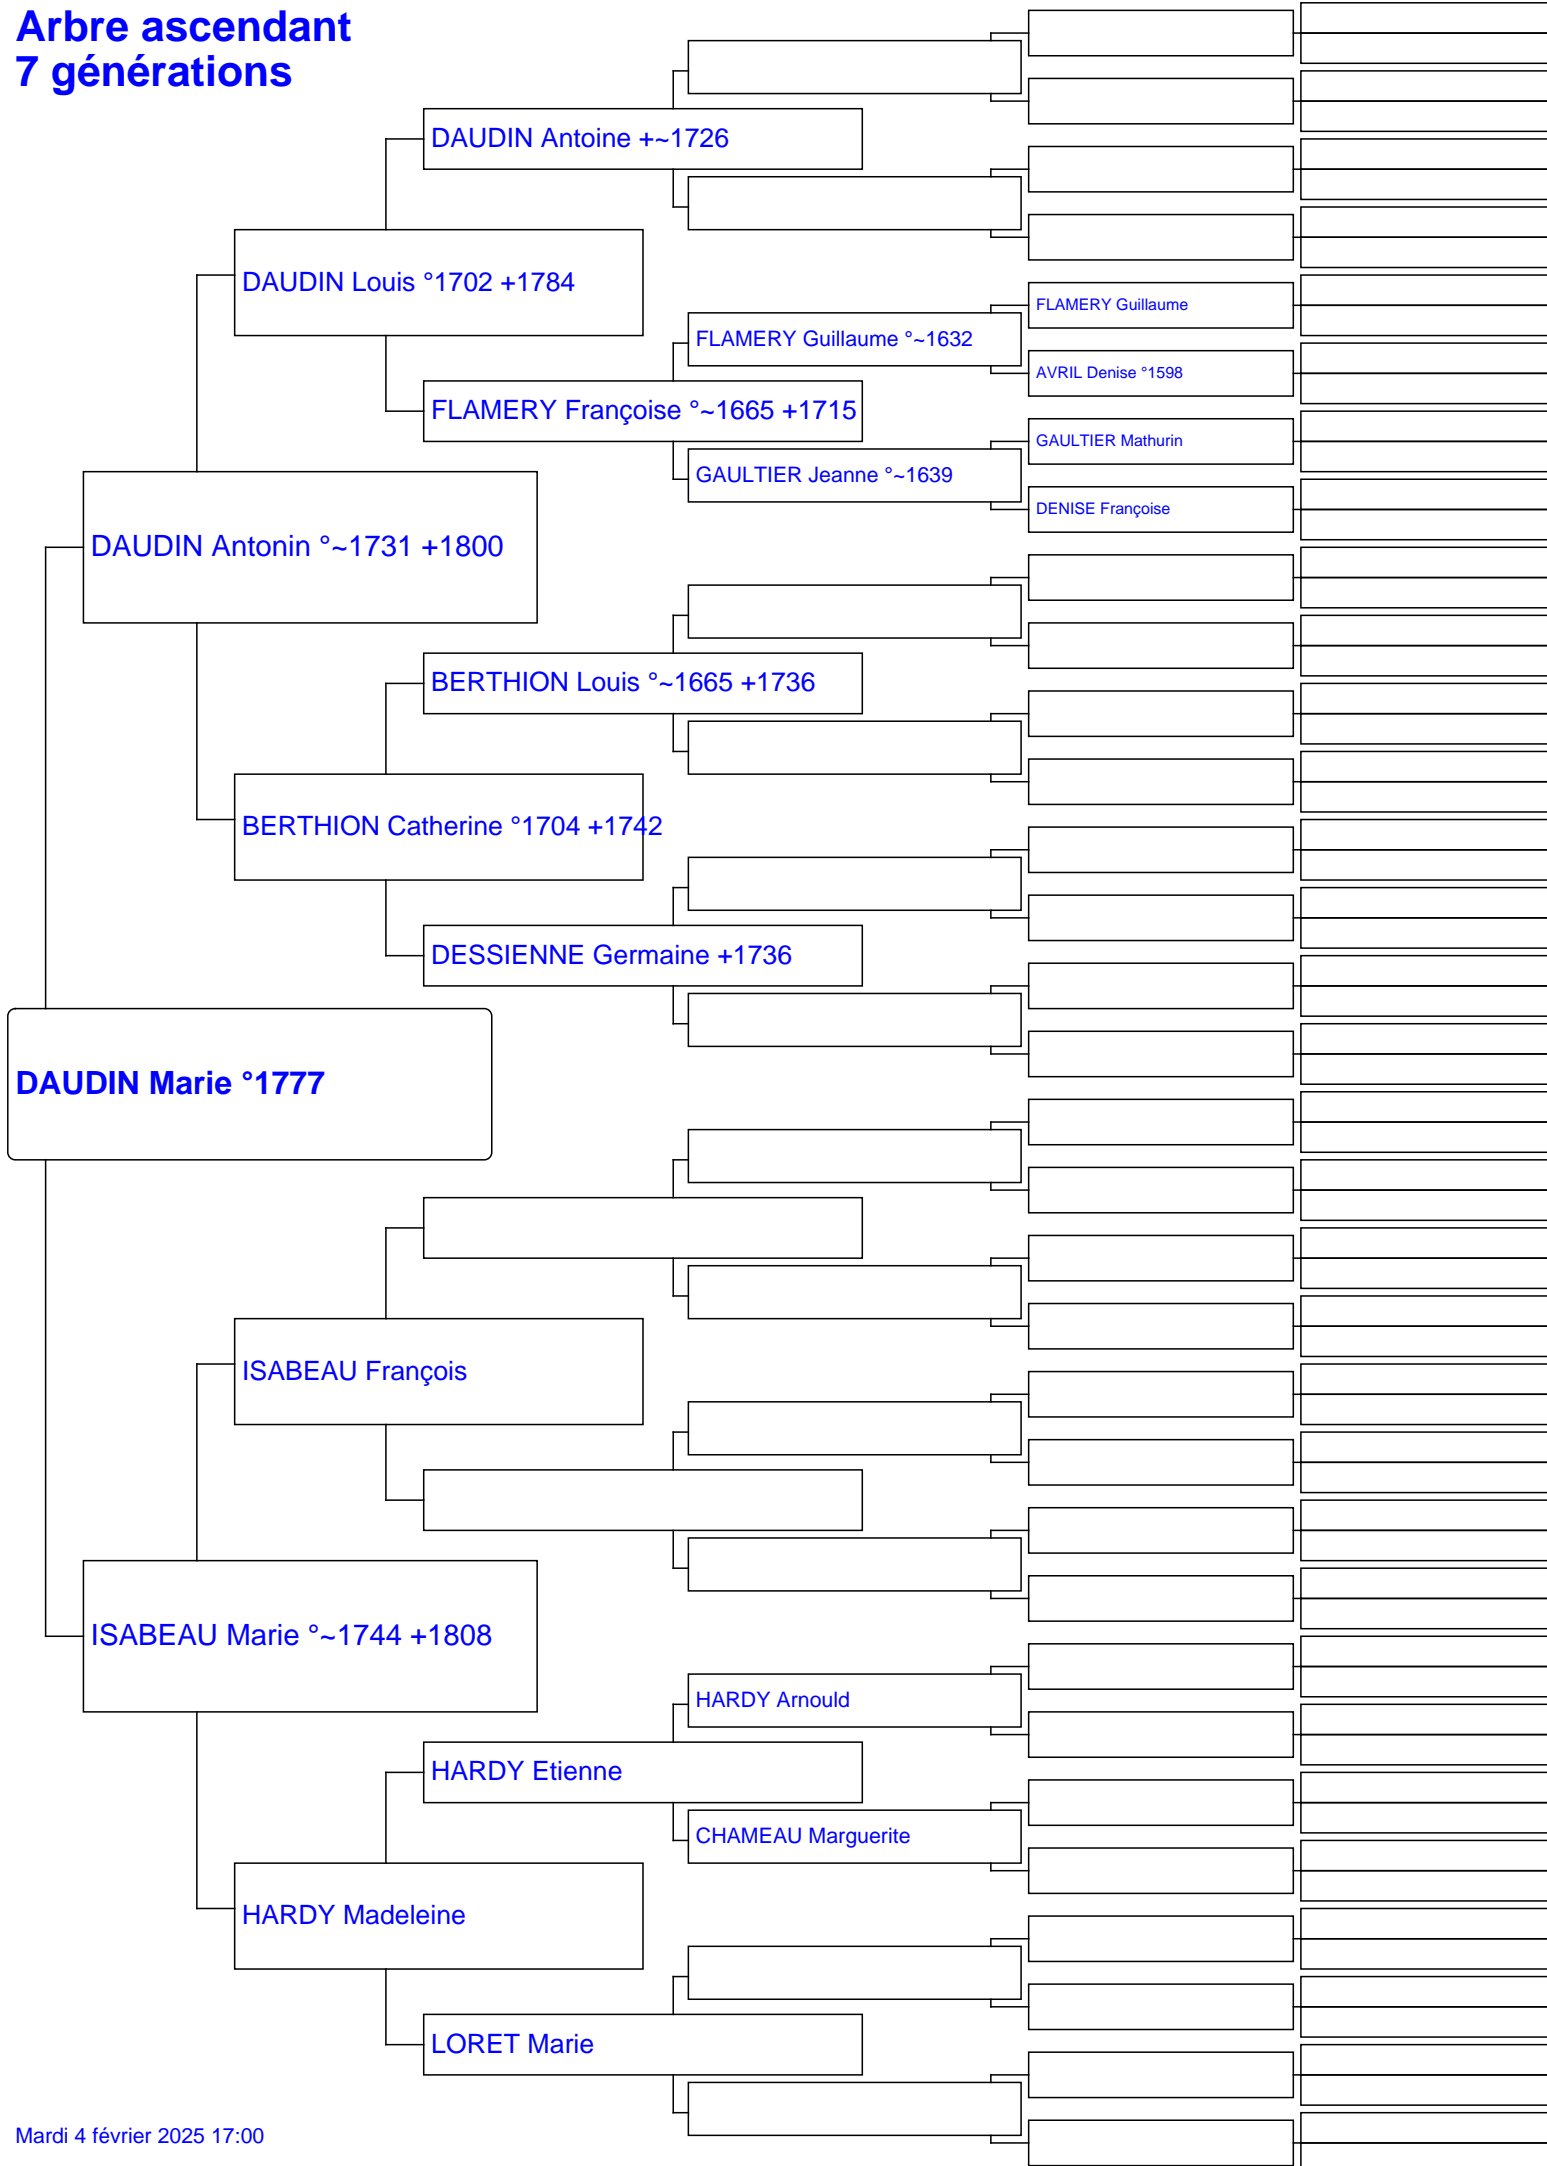 Arbre ascendant
7 générations
DAUDIN Antoine +~1726
DAUDIN Louis °1702 +1784
FLAMERY Guillaume
FLAMERY Guillaume °~1632
AVRIL Denise °1598
FLAMERY Françoise °~1665 +1715
GAULTIER Mathurin
GAULTIER Jeanne °~1639
DENISE Françoise
DAUDIN Antonin °~1731 +1800
BERTHION Louis °~1665 +1736
BERTHION Catherine °1704 +1742
DESSIENNE Germaine +1736
DAUDIN Marie °1777
ISABEAU François
ISABEAU Marie °~1744 +1808
HARDY Arnould
HARDY Etienne
CHAMEAU Marguerite
HARDY Madeleine
LORET Marie
Mardi 4 février 2025 17:00